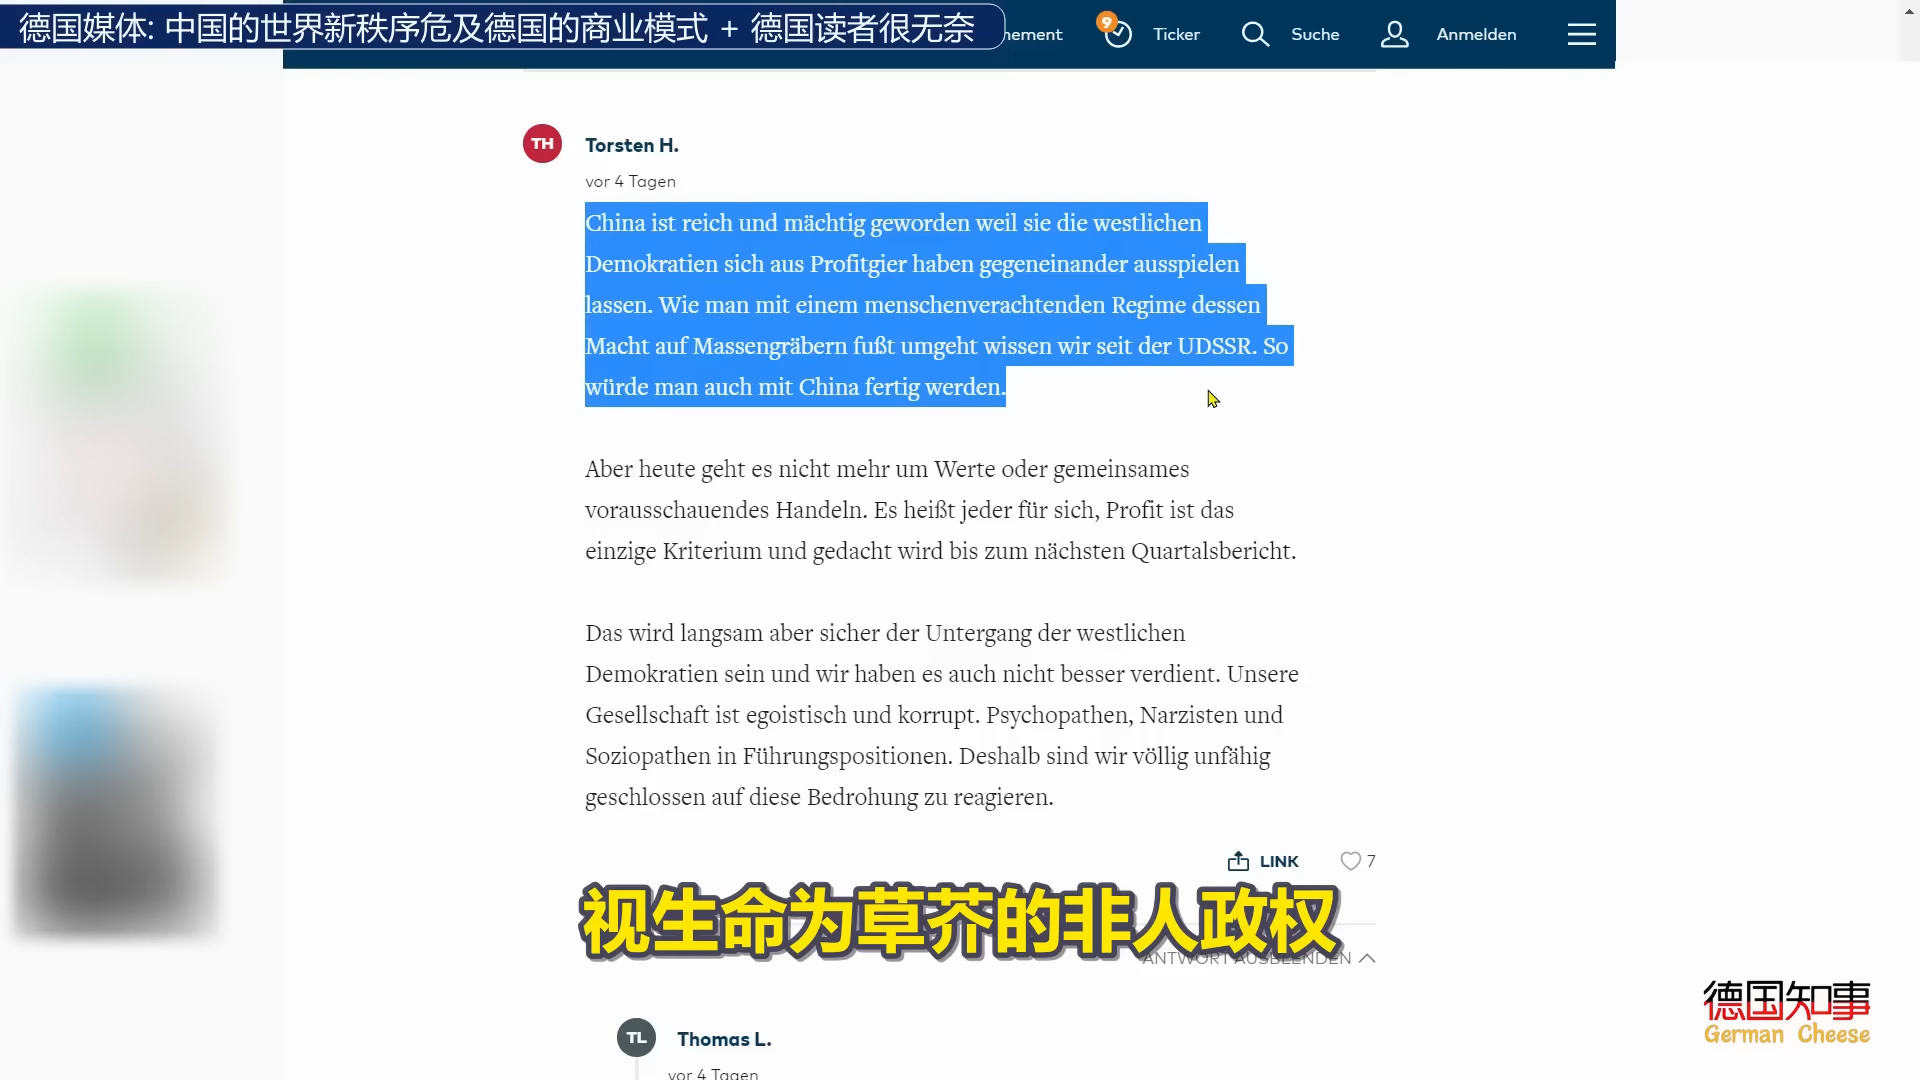 德国媒体: 中国的世界新秩序危及德国的商业模式 + 德国读者很无奈
nement
9
Ticker
Suche
Anmelden
TH
Torsten H.
vor 4 Tagen
China ist reich und mächtig geworden weil sie die westlichen
Demokratien sich aus Profitgier haben gegeneinander ausspielen
lassen. Wie man mit einem menschenverachtenden Regime dessen
Macht auf Massengräbern fußt umgeht wissen wir seit der UDSSR. So
würde man auch mit China fertig werden.
Aber heute geht es nicht mehr um Werte oder gemeinsames
vorausschauendes Handeln. Es heißt jeder für sich, Profit ist das
einzige Kriterium und gedacht wird bis zum nächsten Quartalsbericht.
Das wird langsam aber sicher der Untergang der westlichen
Demokratien sein und wir haben es auch nicht besser verdient. Unsere
Gesellschaft ist egoistisch und korrupt. Psychopathen, Narzisten und
Soziopathen in Führungspositionen. Deshalb sind wir völlig unfähig
geschlossen auf diese Bedrohung zu reagieren.
LINK
7
视生命为草芥的非人政权
ANTWORT AUSBLENDEN
TL
Thomas L.
vor 4 Tagen
德国知事
German Cheese